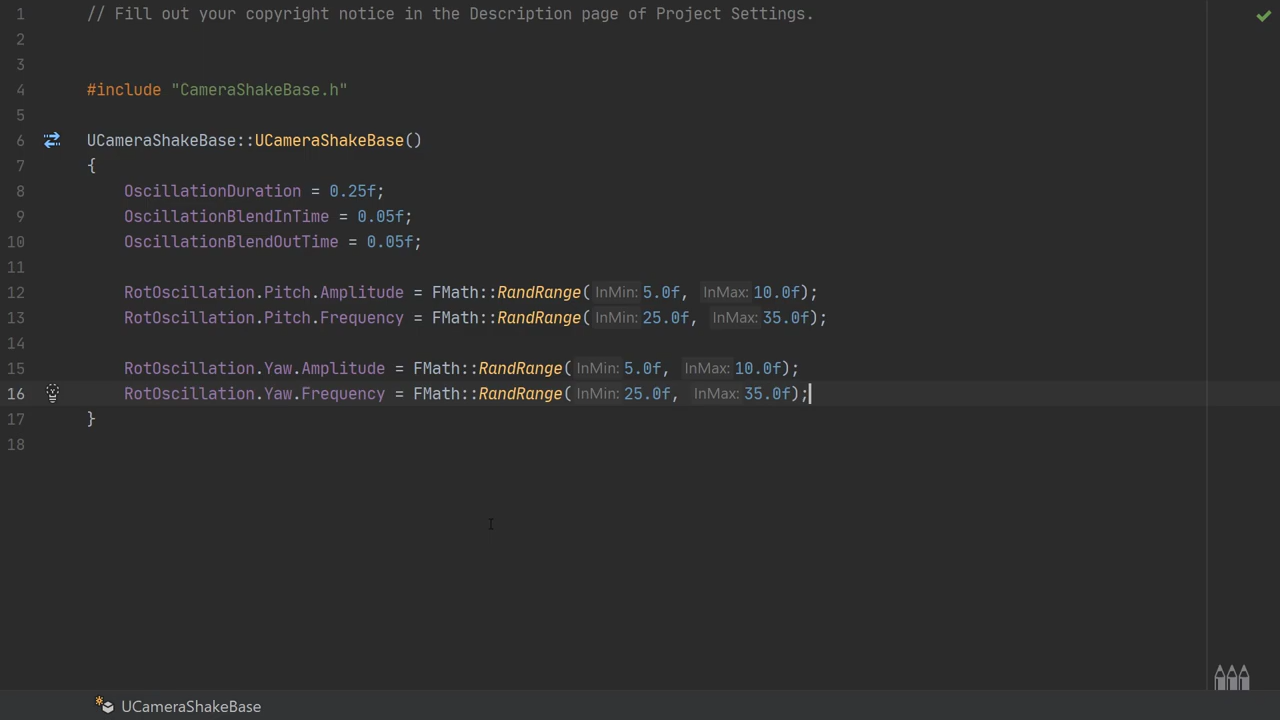 1 // Fill out your copyright notice in the Description page of Project Settings.
2
3
4 #include "CameraShakeBase.h"
5
6 UCameraShakeBase::UCameraShakeBase()
7 {
8 OscillationDuration = 0.25f;
9 OscillationBlendInTime = 0.05f;
10 OscillationBlendOutTime = 0.05f;
11
12 RotOscillation.Pitch.Amplitude = FMath::RandRange( InMin: 5.0f, InMax: 10.0f);
13 RotOscillation.Pitch.Frequency = FMath::RandRange( InMin: 25.0f, InMax: 35.0f);
14
15 RotOscillation.Yaw.Amplitude = FMath::RandRange( InMin: 5.0f, InMax: 10.0f);
16 RotOscillation.Yaw.Frequency = FMath::RandRange( InMin: 25.0f, InMax: 35.0f);
17 }
18
UCameraShakeBase